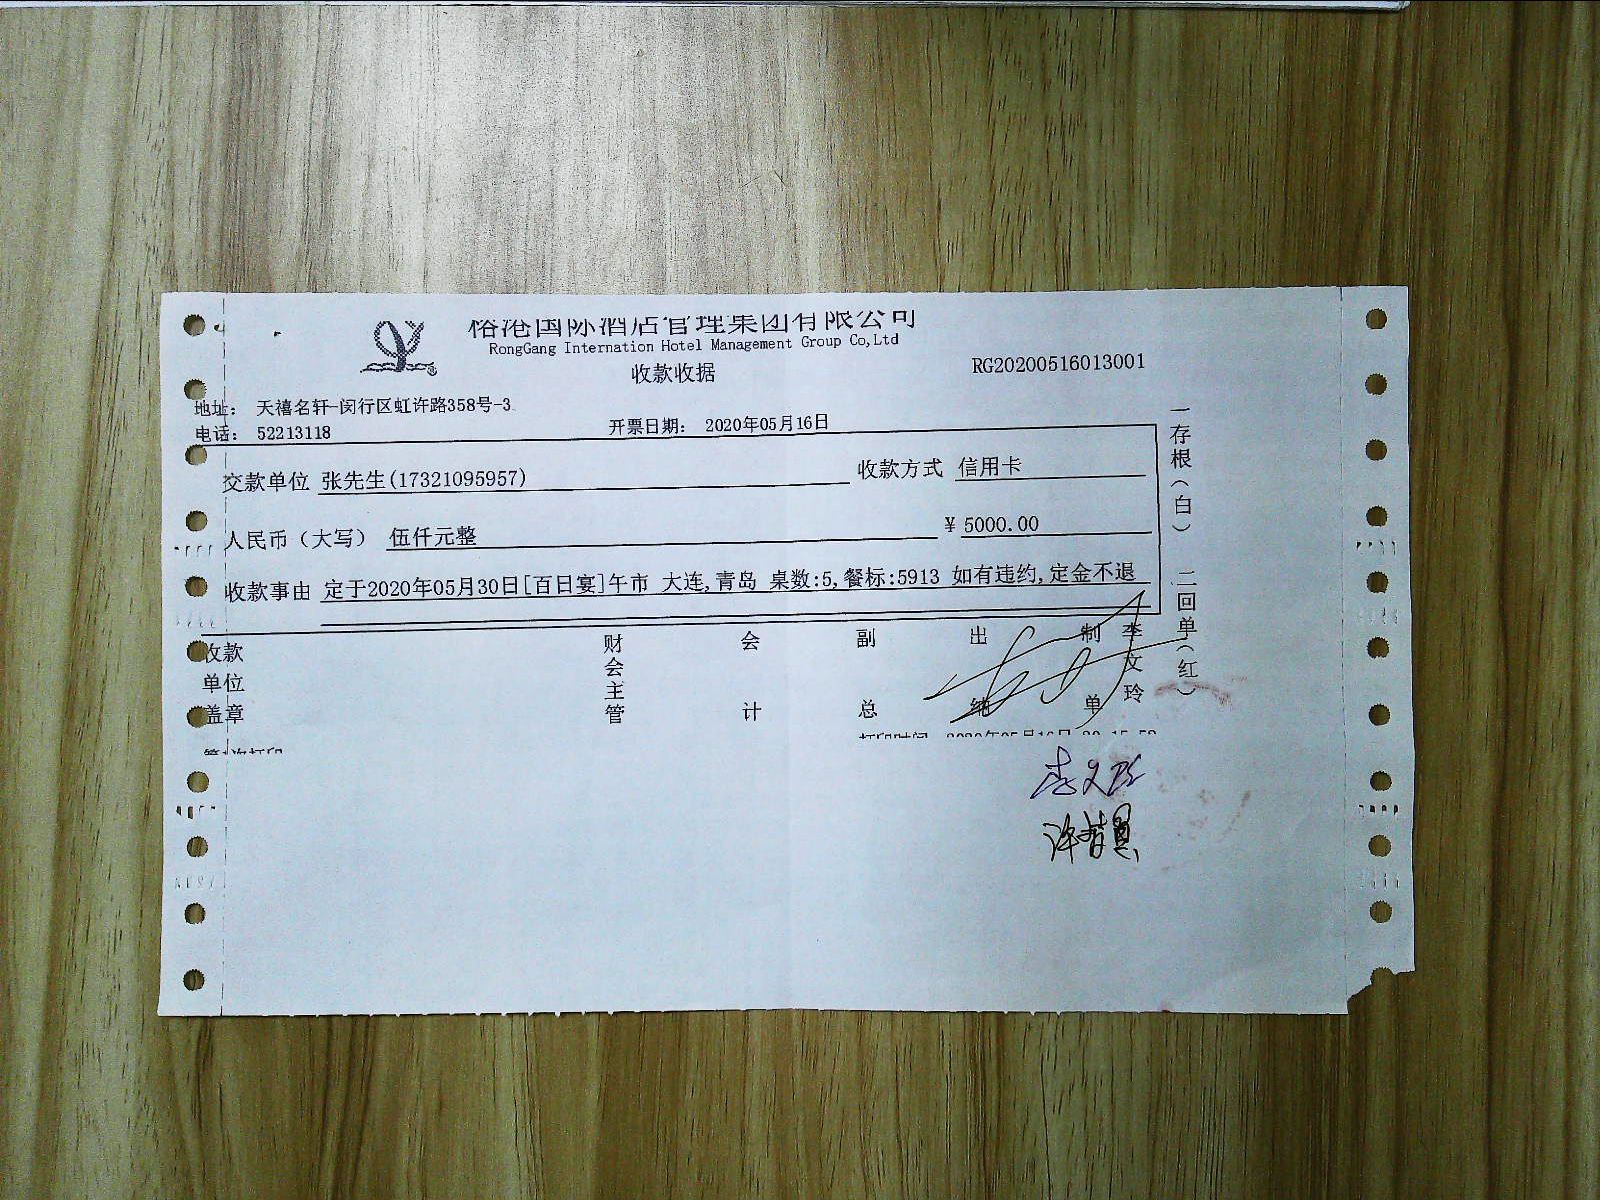 裕港国际酒店管理集团有限公司
RongGang Internation Hotel Management Group Co,Ltd
收款收据
RG20200516013001
地址： 天禧名轩-闵行区虹许路358号-3
电话： 52213118
开票日期： 2020年05月16日
交款单位 张先生(17321095957)
收款方式 信用卡
人民币（大写） 伍仟元整
¥ 5000.00
收款事由 定于2020年05月30日[百日宴]午市 大连,青岛 桌数:5,餐标:5913 如有违约,定金不退
收款单位盖章
财会主管
会计
副总
出纳
制单
李文玲
一存根（白） 二回单（红）
李文玲